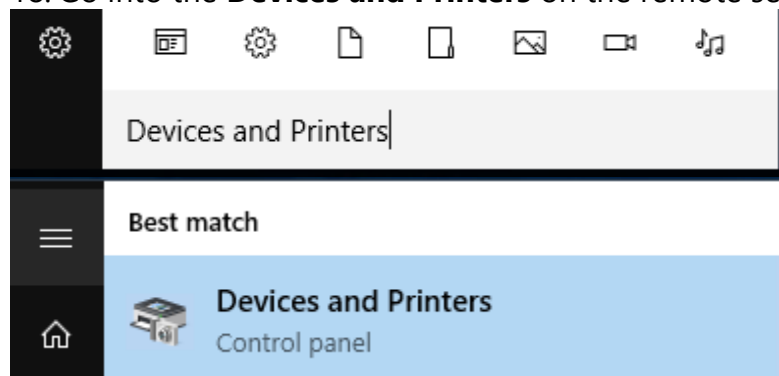 Go into the Devices and Printers on the remote
Devices and Printers
Best match
Devices and Printers
Control panel